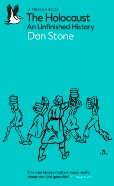 A PELICAN BOOK
The Holocaust
An Unfinished History
Dan Stone